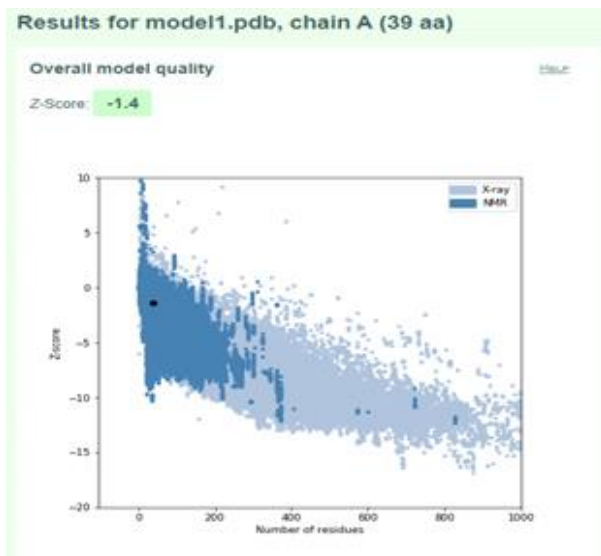 Results for model1.pdb, chain A (39 aa)
Overall model quality
Help
Z-Score: -1.4
10
5
0
−5
−10
−15
−20
Z-score
X-ray
NMR
0
200
400
600
800
1000
Number of residues